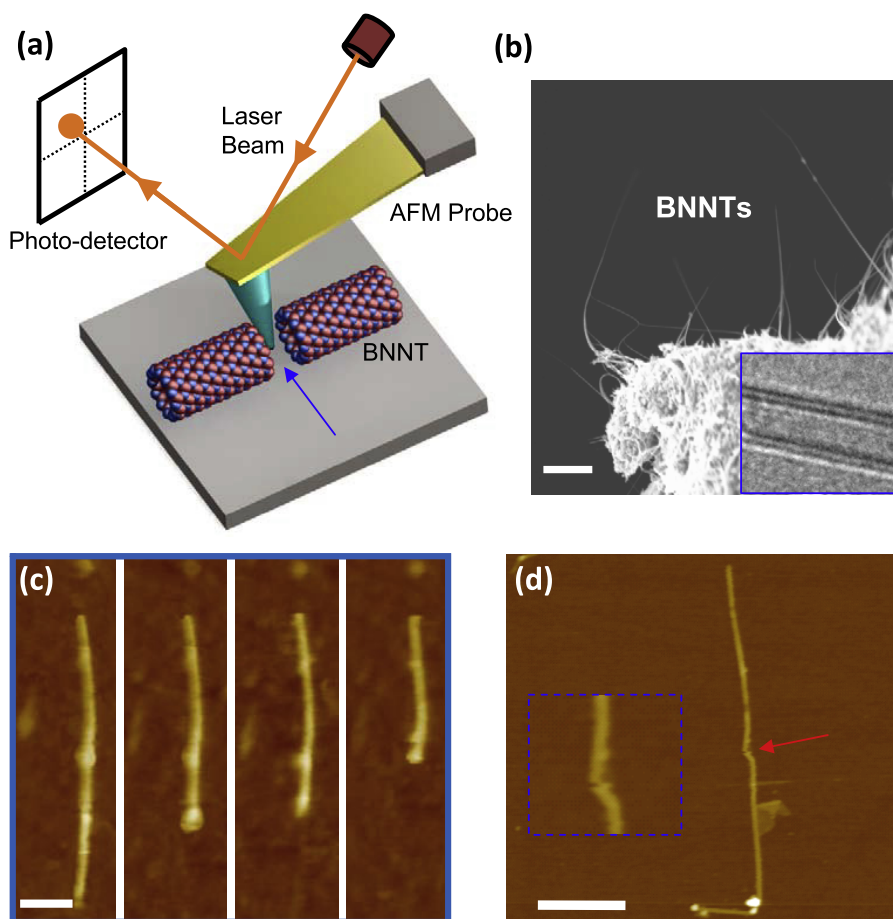 (a)
Laser
Beam
AFM Probe
Photo-detector
BNNT
(b)
BNNTs
(c)
(d)